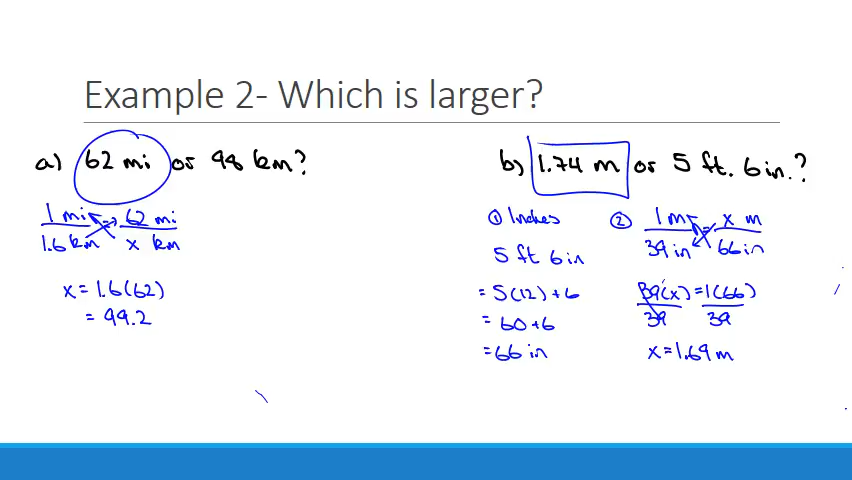 Example 2- Which is larger?
a) 62 mi or 98 km?
1 mi = 62 mi
1.6 km x km
x = 1.6(62)
= 99.2
b) 1.74 m or 5 ft. 6 in.?
① Inches
5 ft 6 in
= 5(12) + 6
= 60 + 6
= 66 in
② 1 m = x m
39 in 66 in
39(x) = 1(66)
39 39
x = 1.69 m